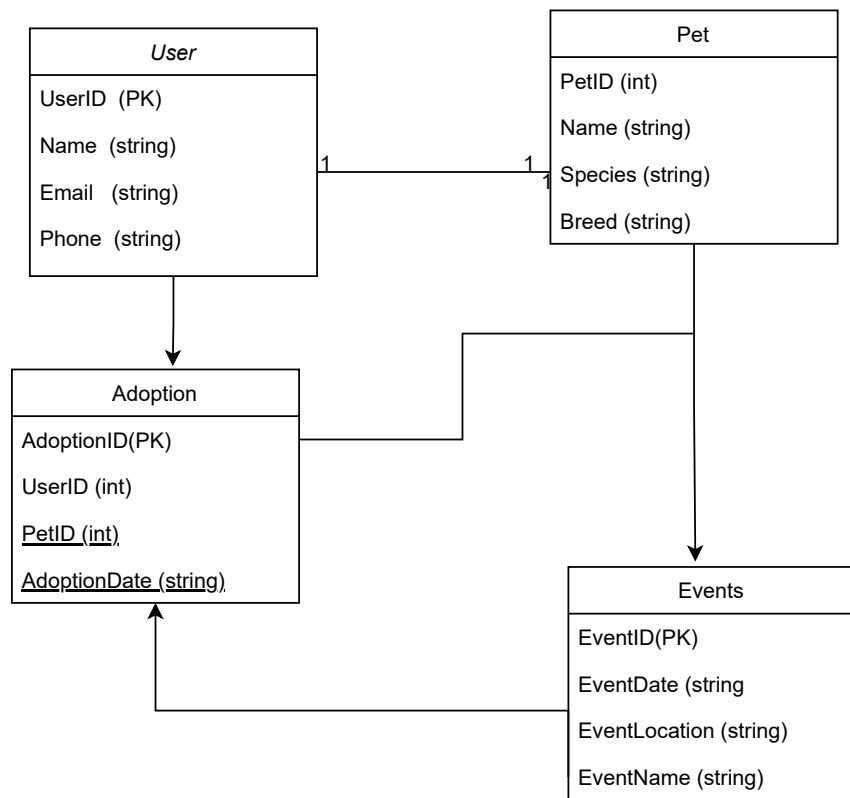 User
UserID (PK)
Name (string)
Email (string)
Phone (string)
1
1
1
Pet
PetID (int)
Name (string)
Species (string)
Breed (string)
Adoption
AdoptionID(PK)
UserID (int)
PetID (int)
AdoptionDate (string)
Events
EventID(PK)
EventDate (string
EventLocation (string)
EventName (string)